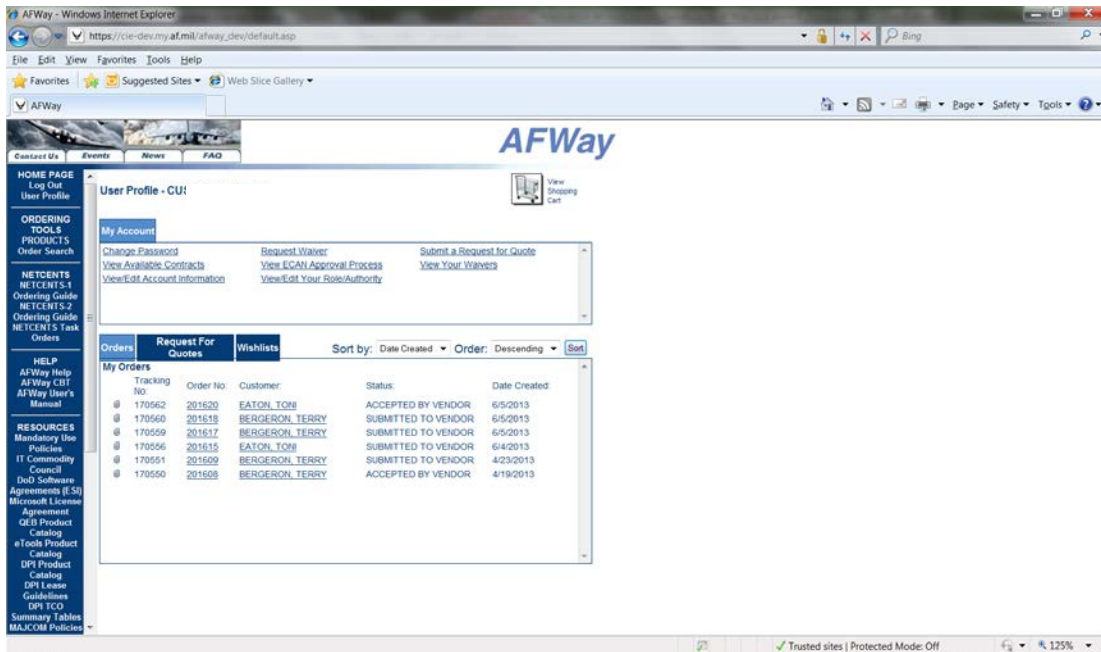 AFWay - Windows Internet Explorer
https://cie-dev.my.af.mil/afway_dev/default.asp
Bing
File Edit View Favorites Tools Help
Favorites Suggested Sites Web Slice Gallery
AFWay
Page Safety Tools
Contact Us Events News FAQ
AFWay
HOME PAGE
Log Out
User Profile
ORDERING
TOOLS
PRODUCTS
Order Search
NETCENTS
NETCENTS-1
Ordering Guide
NETCENTS-2
Ordering Guide
NETCENTS Task
Orders
HELP
AFWay Help
AFWay CBT
AFWay User's
Manual
RESOURCES
Mandatory Use
Policies
IT Commodity
Council
DoD Software
Agreements (ESI)
Microsoft License
Agreement
QEB Product
Catalog
eTools Product
Catalog
DPI Product
Catalog
DPI Lease
Guidelines
DPI TCO
Summary Tables
MAJCOM Policies
User Profile - CUS
View
Shopping
Cart
My Account
Change Password Request Waiver Submit a Request for Quote
View Available Contracts View ECAN Approval Process View Your Waivers
View/Edit Account Information View/Edit Your Role/Authority
Orders Request For Quotes Wishlists Sort by: Date Created Order: Descending Sort
My Orders
Tracking No: Order No: Customer: Status: Date Created:
170562 201620 EATON, TONI ACCEPTED BY VENDOR 6/5/2013
170560 201618 BERGERON, TERRY SUBMITTED TO VENDOR 6/5/2013
170559 201617 BERGERON, TERRY SUBMITTED TO VENDOR 6/5/2013
170556 201615 EATON, TONI SUBMITTED TO VENDOR 6/4/2013
170551 201609 BERGERON, TERRY SUBMITTED TO VENDOR 4/23/2013
170550 201608 BERGERON, TERRY ACCEPTED BY VENDOR 4/19/2013
Trusted sites | Protected Mode: Off
125%